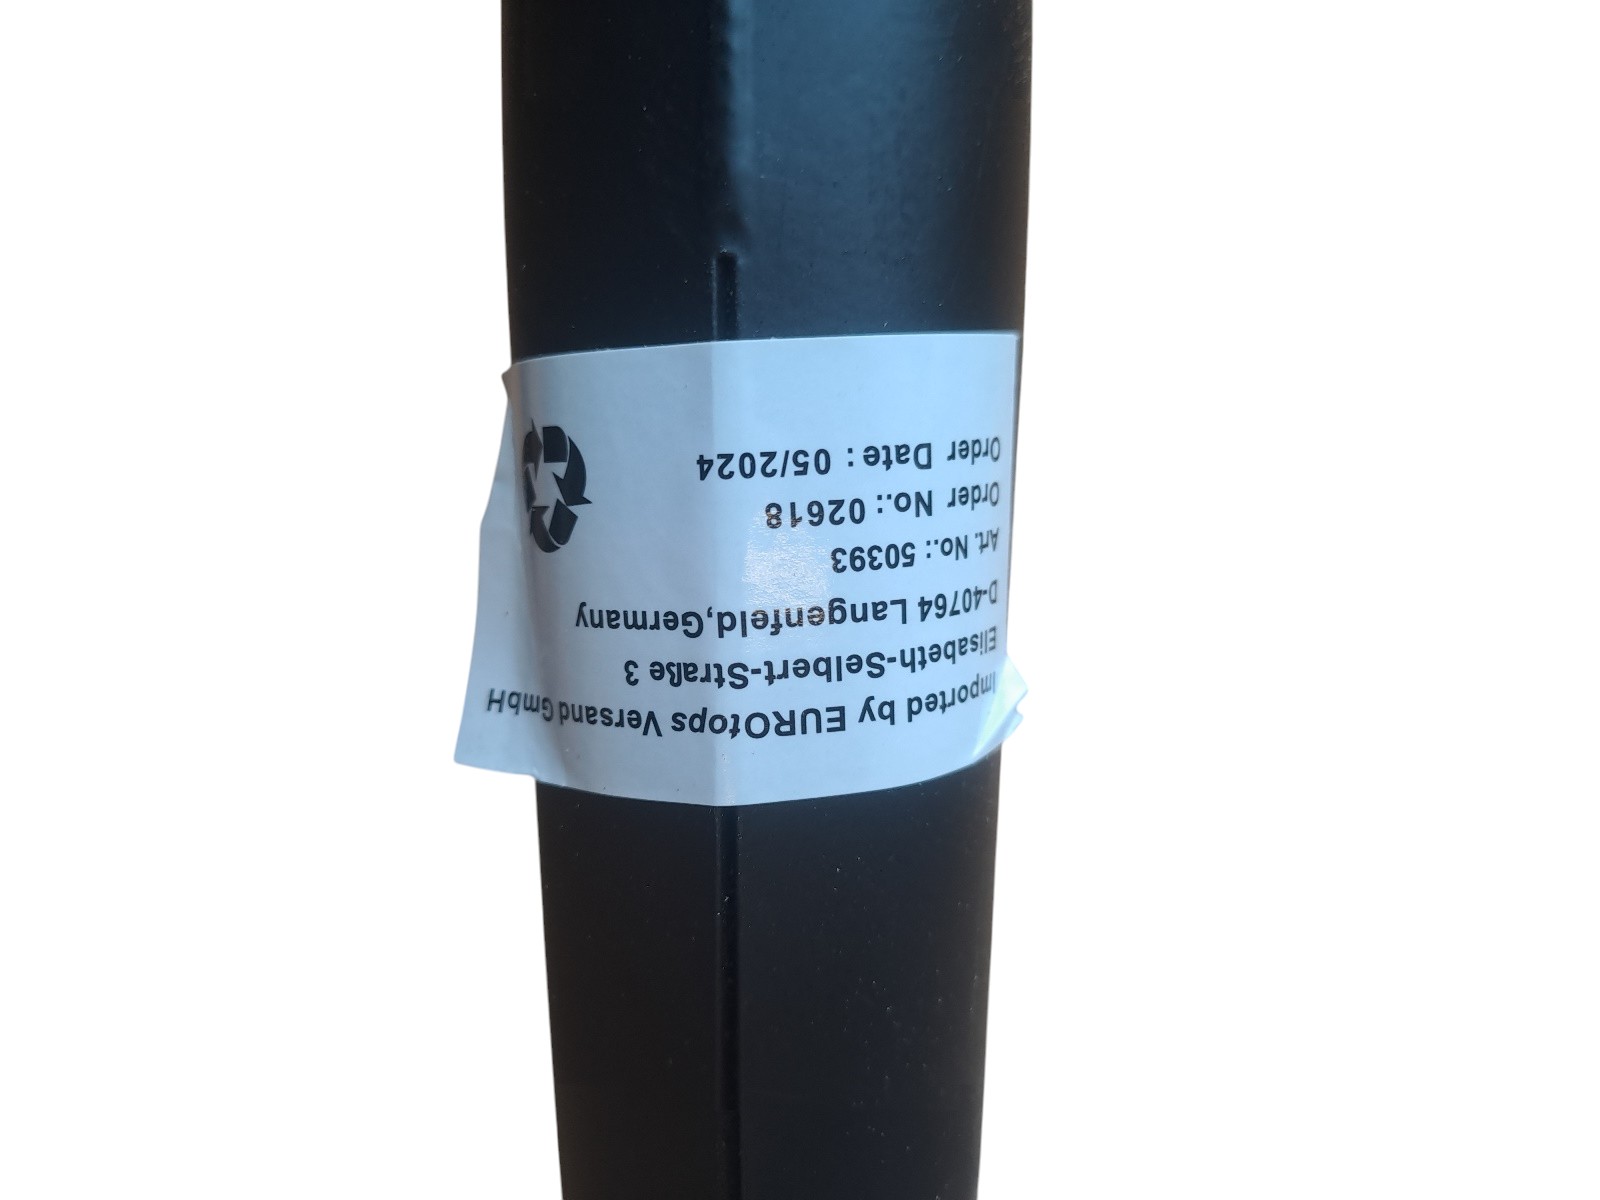 Imported by EUROtops Versand GmbH
Elisabeth-Selbert-Straße 3
D-40764 Langenfeld,Germany
Art. No.: 50393
Order No.: 02618
Order Date : 05/2024